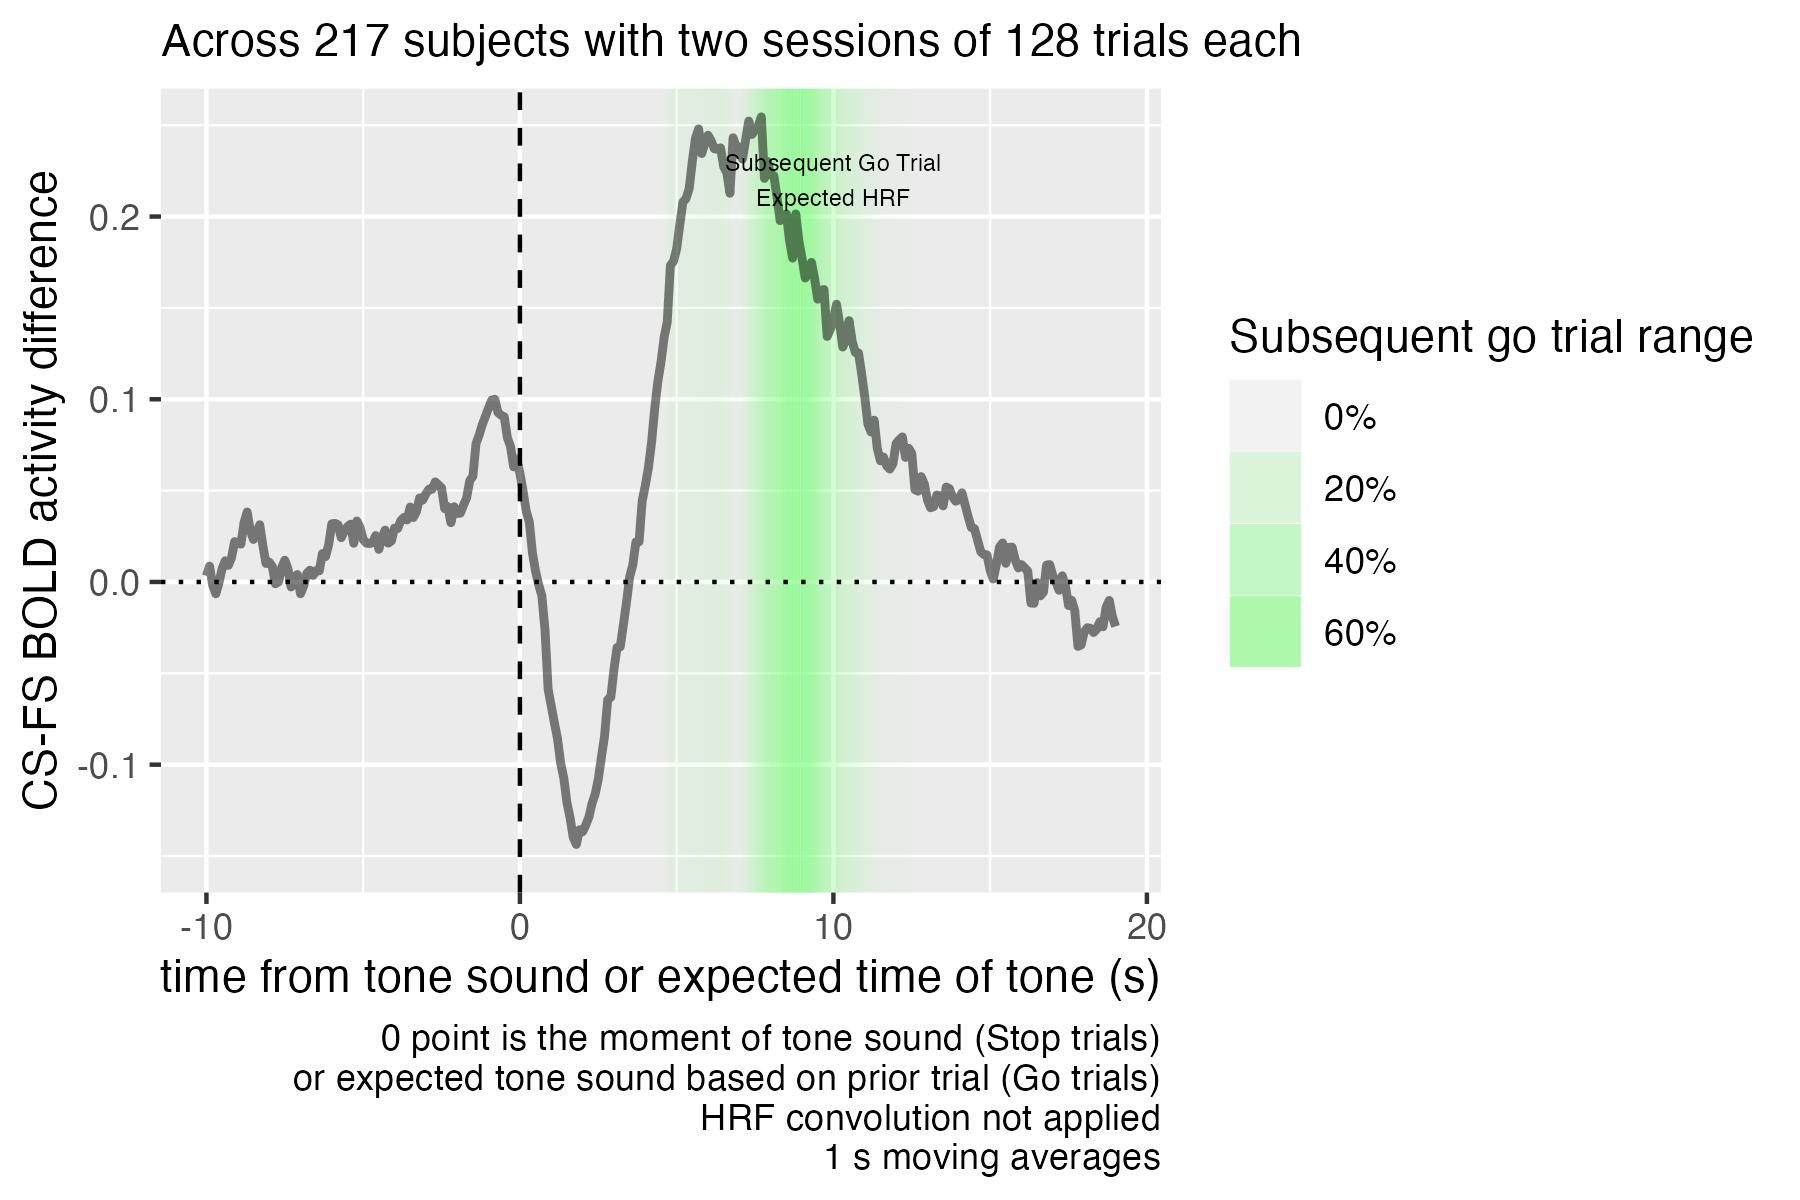 Across 217 subjects with two sessions of 128 trials each
CS-FS BOLD activity difference
0.2
0.1
0.0
-0.1
Subsequent Go Trial
Expected HRF
-10
0
10
20
time from tone sound or expected time of tone (s)
Subsequent go trial range
0%
20%
40%
60%
0 point is the moment of tone sound (Stop trials)
or expected tone sound based on prior trial (Go trials)
HRF convolution not applied
1 s moving averages